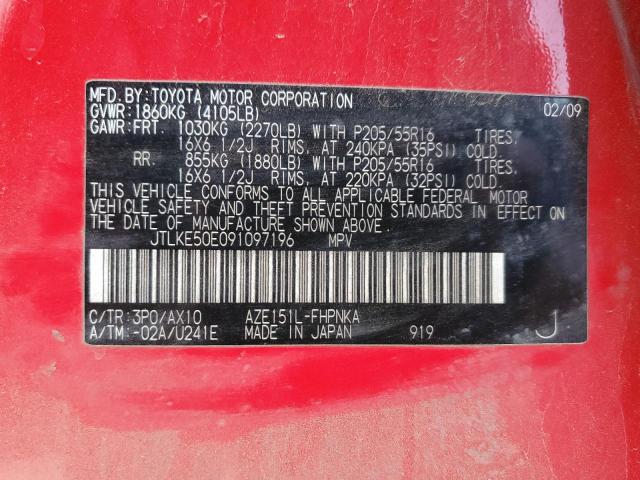 MFD. BY: TOYOTA MOTOR CORPORATION 02/09
GVWR: 1860KG (4105LB)
GAWR: FRT. 1030KG (2270LB) WITH P205/55R16 TIRES,
16X6 1/2J RIMS, AT 240KPA (35PSI) COLD.
RR. 855KG (1880LB) WITH P205/55R16 TIRES,
16X6 1/2J RIMS, AT 220KPA (32PSI) COLD.
THIS VEHICLE CONFORMS TO ALL APPLICABLE FEDERAL MOTOR
VEHICLE SAFETY AND THEFT PREVENTION STANDARDS IN EFFECT ON
THE DATE OF MANUFACTURE SHOWN ABOVE.
JTLKE50E091097196 MPV
C/TR: 3P0/AX10 AZE151L-FHPNKA
A/TM: -02A/U241E MADE IN JAPAN 919 J